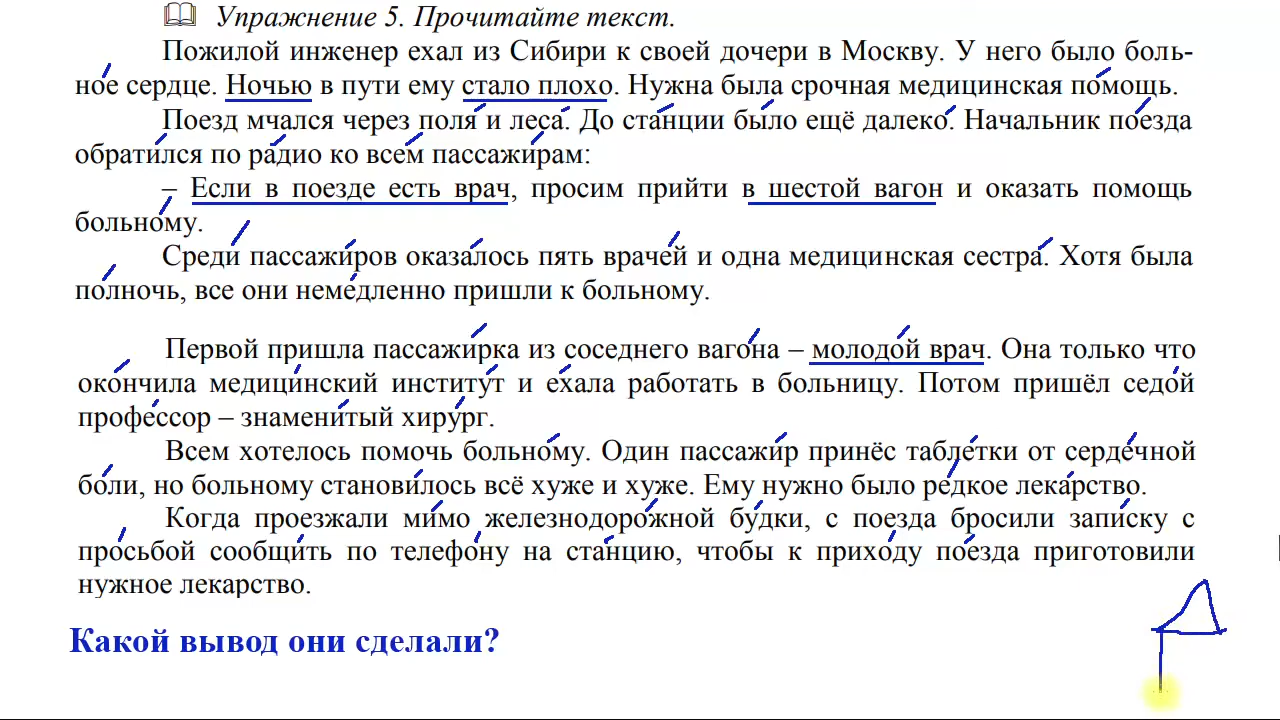 Упражнение 5. Прочитайте текст.
Пожилой инженер ехал из Сибири к своей дочери в Москву. У него было боль-
ное сердце. Ночью в пути ему стало плохо. Нужна была срочная медицинская помощь.
Поезд мчался через поля и леса. До станции было ещё далеко. Начальник поезда
обратился по радио ко всем пассажирам:
– Если в поезде есть врач, просим прийти в шестой вагон и оказать помощь
больному.
Среди пассажиров оказалось пять врачей и одна медицинская сестра. Хотя была
полночь, все они немедленно пришли к больному.
Первой пришла пассажирка из соседнего вагона – молодой врач. Она только что
окончила медицинский институт и ехала работать в больницу. Потом пришёл седой
профессор – знаменитый хирург.
Всем хотелось помочь больному. Один пассажир принёс таблетки от сердечной
боли, но больному становилось всё хуже и хуже. Ему нужно было редкое лекарство.
Когда проезжали мимо железнодорожной будки, с поезда бросили записку с
просьбой сообщить по телефону на станцию, чтобы к приходу поезда приготовили
нужное лекарство.
Какой вывод они сделали?